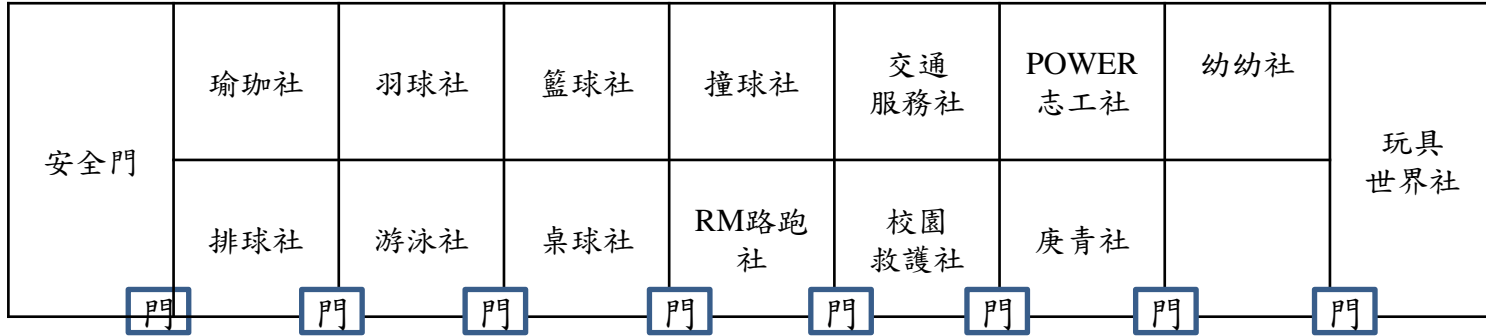 安全門
瑜珈社
羽球社
籃球社
撞球社
交通
服務社
POWER
志工社
幼幼社
玩具
世界社
排球社
游泳社
桌球社
RM路跑
社
校園
救護社
庚青社
門
門
門
門
門
門
門
門